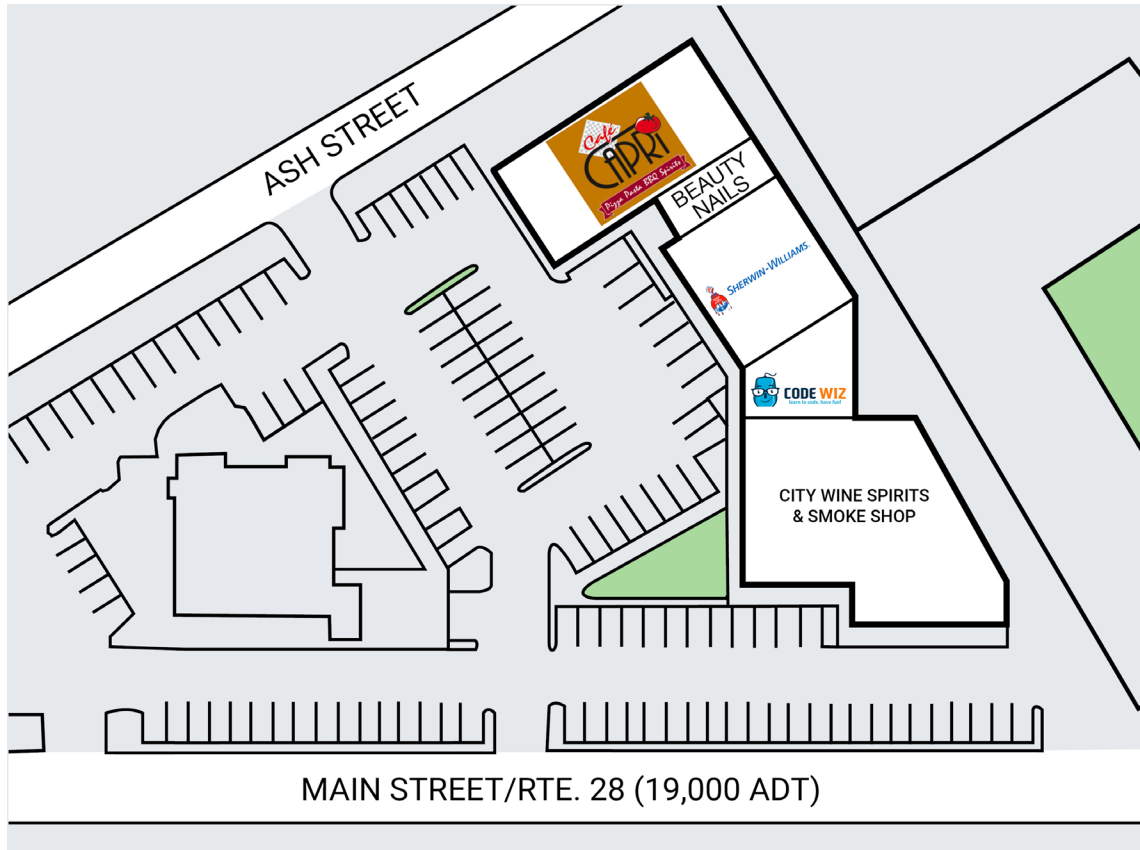 ASH STREET
Café
CAPRI
Pizza Pasta BBQ Spirits
BEAUTY
NAILS
SHERWIN-WILLIAMS.
CODE WIZ
learn to code, have fun!
CITY WINE SPIRITS
& SMOKE SHOP
MAIN STREET/RTE. 28 (19,000 ADT)